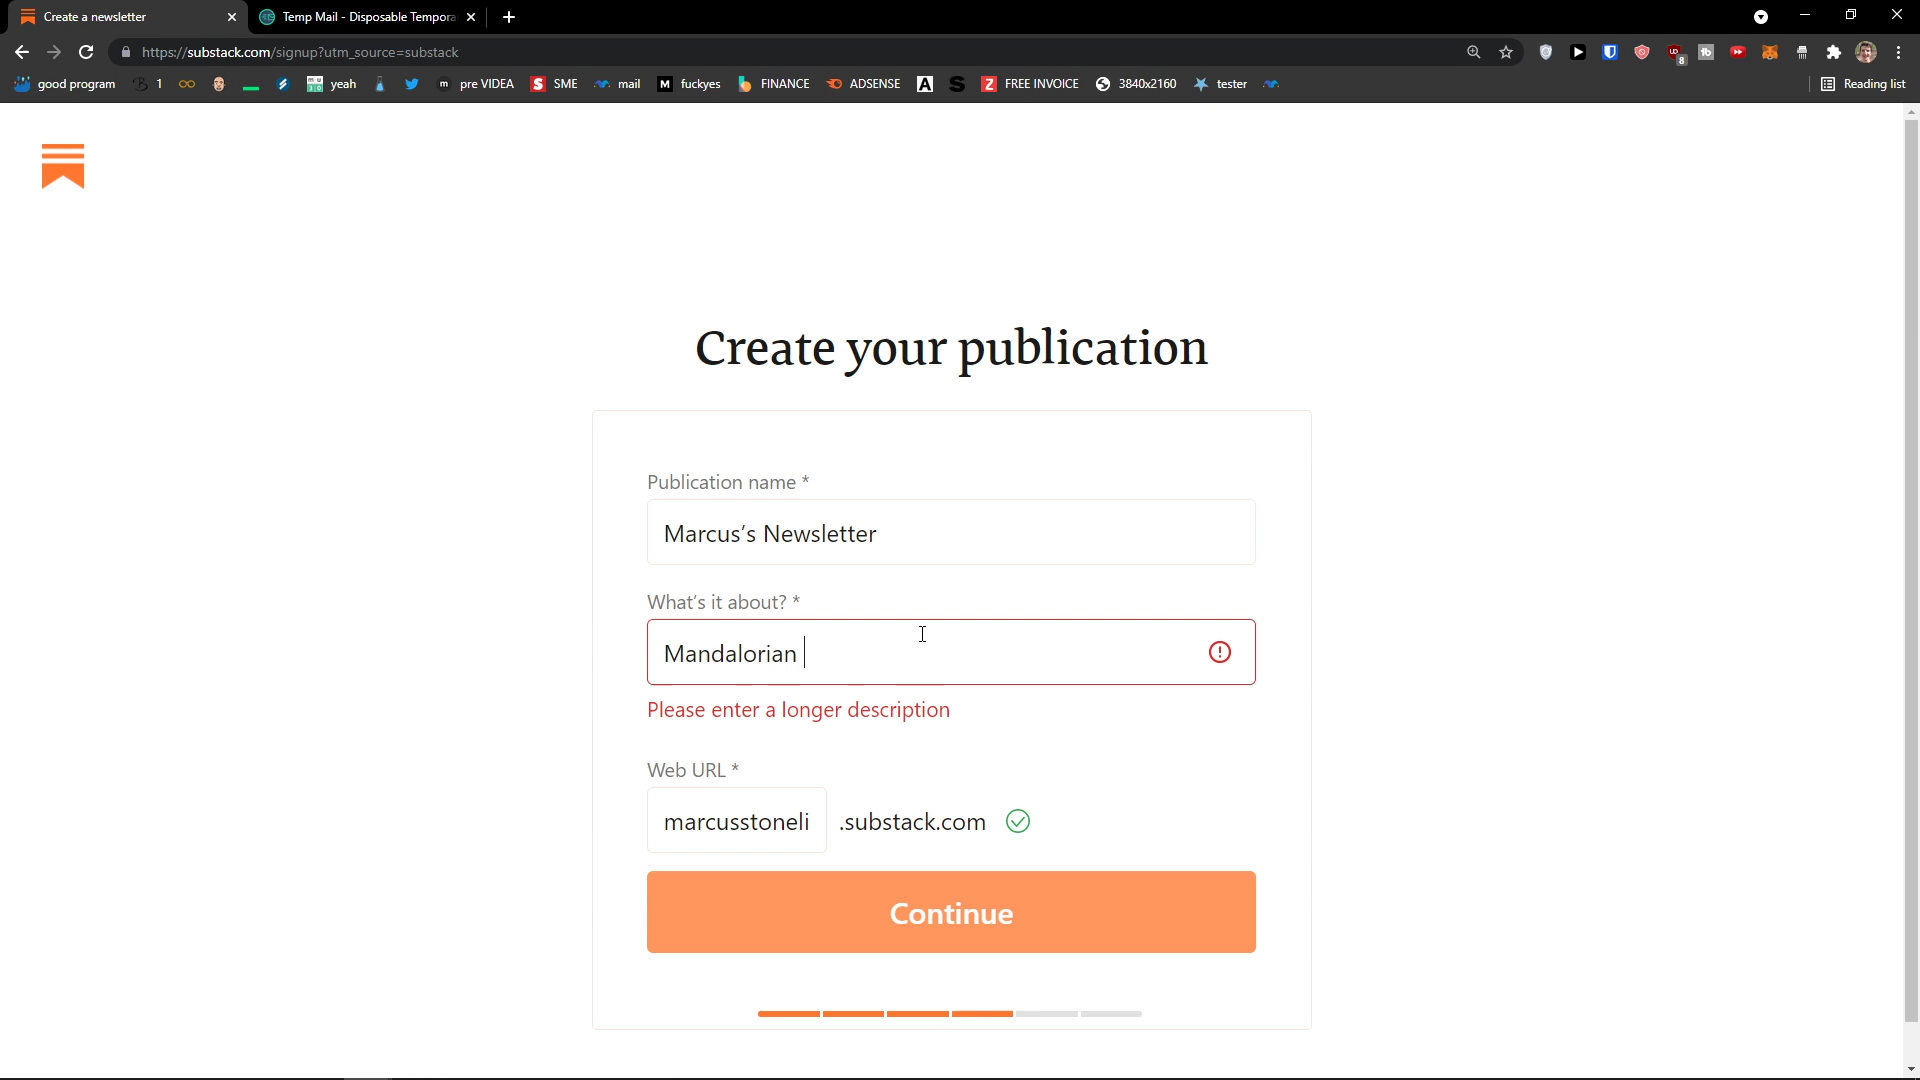 Create a newsletter
Temp Mail - Disposable Tempora
https://substack.com/signup?utm_source=substack
8
good program 1 yeah m pre VIDEA S SME mail M fuckyes FINANCE ADSENSE A S Z FREE INVOICE 3840x2160 tester Reading list
Create your publication
Publication name *
Marcus's Newsletter
What's it about? *
Mandalorian
Please enter a longer description
Web URL *
marcusstoneli .substack.com
Continue